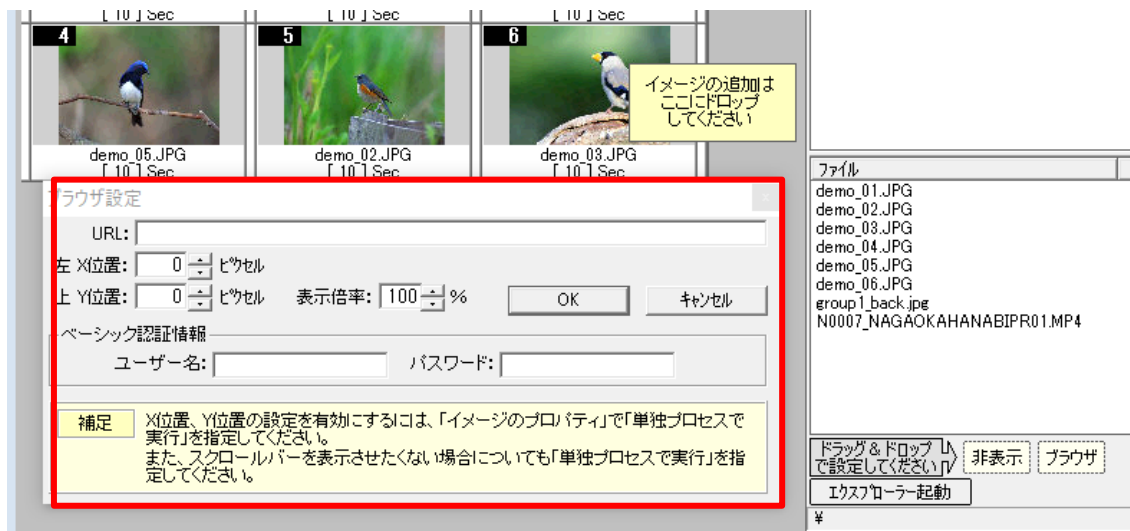 [ 10 ] Sec
[ 10 ] Sec
[ 10 ] Sec
4
5
6
イメージの追加は
ここにドロップ
してください
demo_05.JPG
demo_02.JPG
demo_03.JPG
[ 10 ] Sec
[ 10 ] Sec
[ 10 ] Sec
ブラウザ設定
URL:
左 X位置: 0 ピクセル
上 Y位置: 0 ピクセル 表示倍率: 100 % OK キャンセル
ベーシック認証情報
ユーザー名: パスワード:
補足
X位置、Y位置の設定を有効にするには、「イメージのプロパティ」で「単独プロセスで
実行」を指定してください。
また、スクロールバーを表示させたくない場合についても「単独プロセスで実行」を指
定してください。
ファイル
demo_01.JPG
demo_02.JPG
demo_03.JPG
demo_04.JPG
demo_05.JPG
demo_06.JPG
group1_back.jpg
N0007_NAGAOKAHANABIPR01.MP4
ドラッグ＆ドロップ
で設定してください
非表示
ブラウザ
エクスプローラー起動
¥